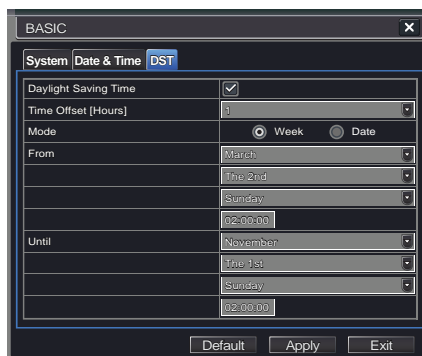 BASIC
System Date & Time DST
Daylight Saving Time
Time Offset [Hours] 1
Mode Week Date
From March
The 2nd
Sunday
02:00:00
Until November
The 1st
Sunday
02:00:00
Default Apply Exit